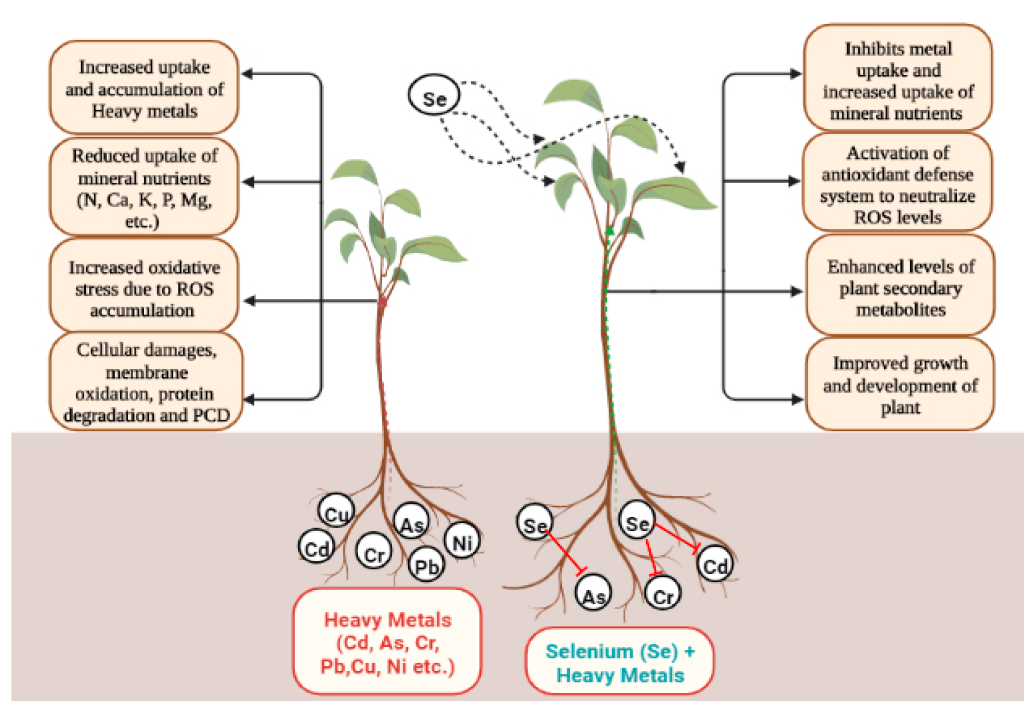 Increased uptake
and accumulation of
Heavy metals
Reduced uptake of
mineral nutrients
(N, Ca, K, P, Mg,
etc.)
Increased oxidative
stress due to ROS
accumulation
Cellular damages,
membrane
oxidation, protein
degradation and PCD
Se
Inhibits metal
uptake and
increased uptake of
mineral nutrients
Activation of
antioxidant defense
system to neutralize
ROS levels
Enhanced levels of
plant secondary
metabolites
Improved growth
and development of
plant
Cu
As
Cd
Cr
Ni
Pb
Heavy Metals
(Cd, As, Cr,
Pb,Cu, Ni etc.)
Se
Se
Cd
As
Cr
Selenium (Se) +
Heavy Metals